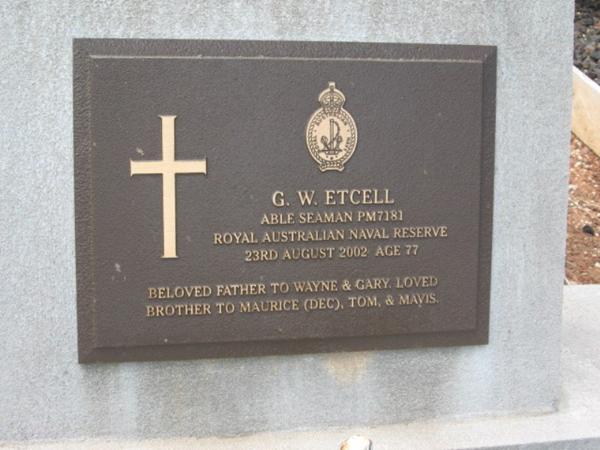 G. W. ETCELL
ABLE SEAMAN PM7181
ROYAL AUSTRALIAN NAVAL RESERVE
23RD AUGUST 2002 AGE 77
BELOVED FATHER TO WAYNE & GARY. LOVED
BROTHER TO MAURICE (DEC), TOM, & MAVIS.